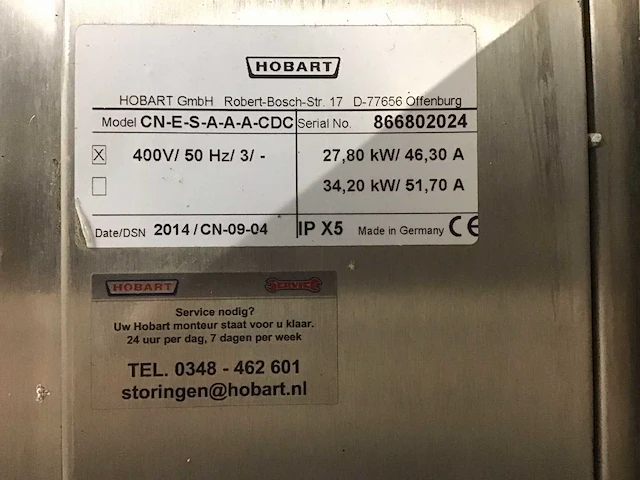 HOBART
HOBART GmbH Robert-Bosch-Str. 17 D-77656 Offenburg
Model CN-E-S-A-A-A-CDC Serial No. 866802024
X 400V/ 50 Hz/ 3/ - 27,80 kW/ 46,30 A
34,20 kW/ 51,70 A
Date/DSN 2014 / CN-09-04 IP X5 Made in Germany CE
HOBART SERVICE
Service nodig?
Uw Hobart monteur staat voor u klaar.
24 uur per dag, 7 dagen per week
TEL. 0348 - 462 601
storingen@hobart.nl